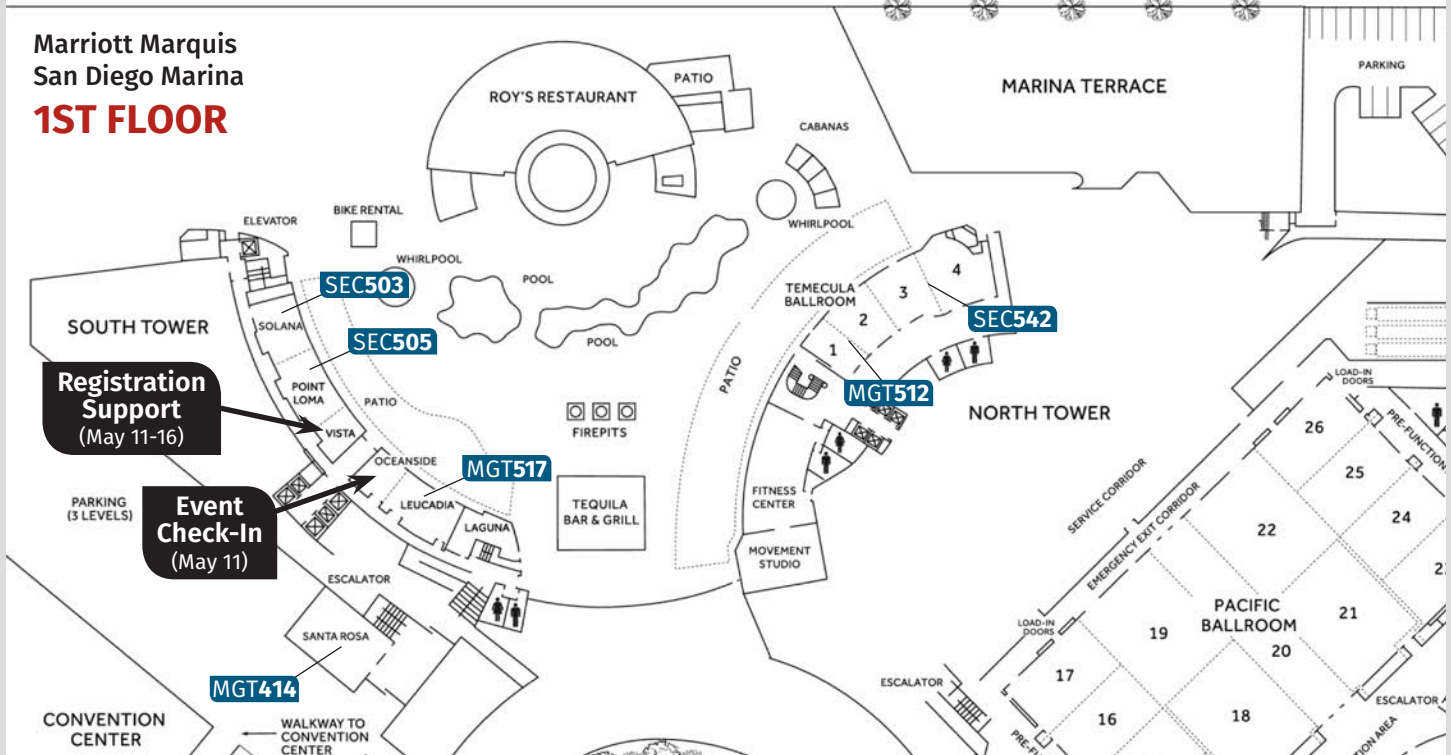 Marriott Marquis
San Diego Marina
1ST FLOOR
ROY'S RESTAURANT
PATIO
CABANAS
WHIRLPOOL
MARINA TERRACE
PARKING
ELEVATOR
BIKE RENTAL
WHIRLPOOL
POOL
POOL
SEC503
SOLANA
SOUTH TOWER
SEC505
POINT
LOMA
PATIO
Registration
Support
(May 11-16)
VISTA
FIREPITS
OCEANSIDE
MGT517
LEUCADIA
LAGUNA
PARKING
(3 LEVELS)
Event
Check-In
(May 11)
TEQUILA
BAR & GRILL
ESCALATOR
SANTA ROSA
MGT414
CONVENTION
CENTER
WALKWAY TO
CONVENTION
CENTER
TEMECULA
BALLROOM
1
2
3
4
SEC542
MGT512
PATIO
NORTH TOWER
FITNESS
CENTER
MOVEMENT
STUDIO
SERVICE CORRIDOR
EMERGENCY EXIT CORRIDOR
LOAD-IN
DOORS
PRE-FUNCTION
26
25
24
22
21
PACIFIC
BALLROOM
20
19
LOAD-IN
DOORS
17
16
18
ESCALATOR
ESCALATOR